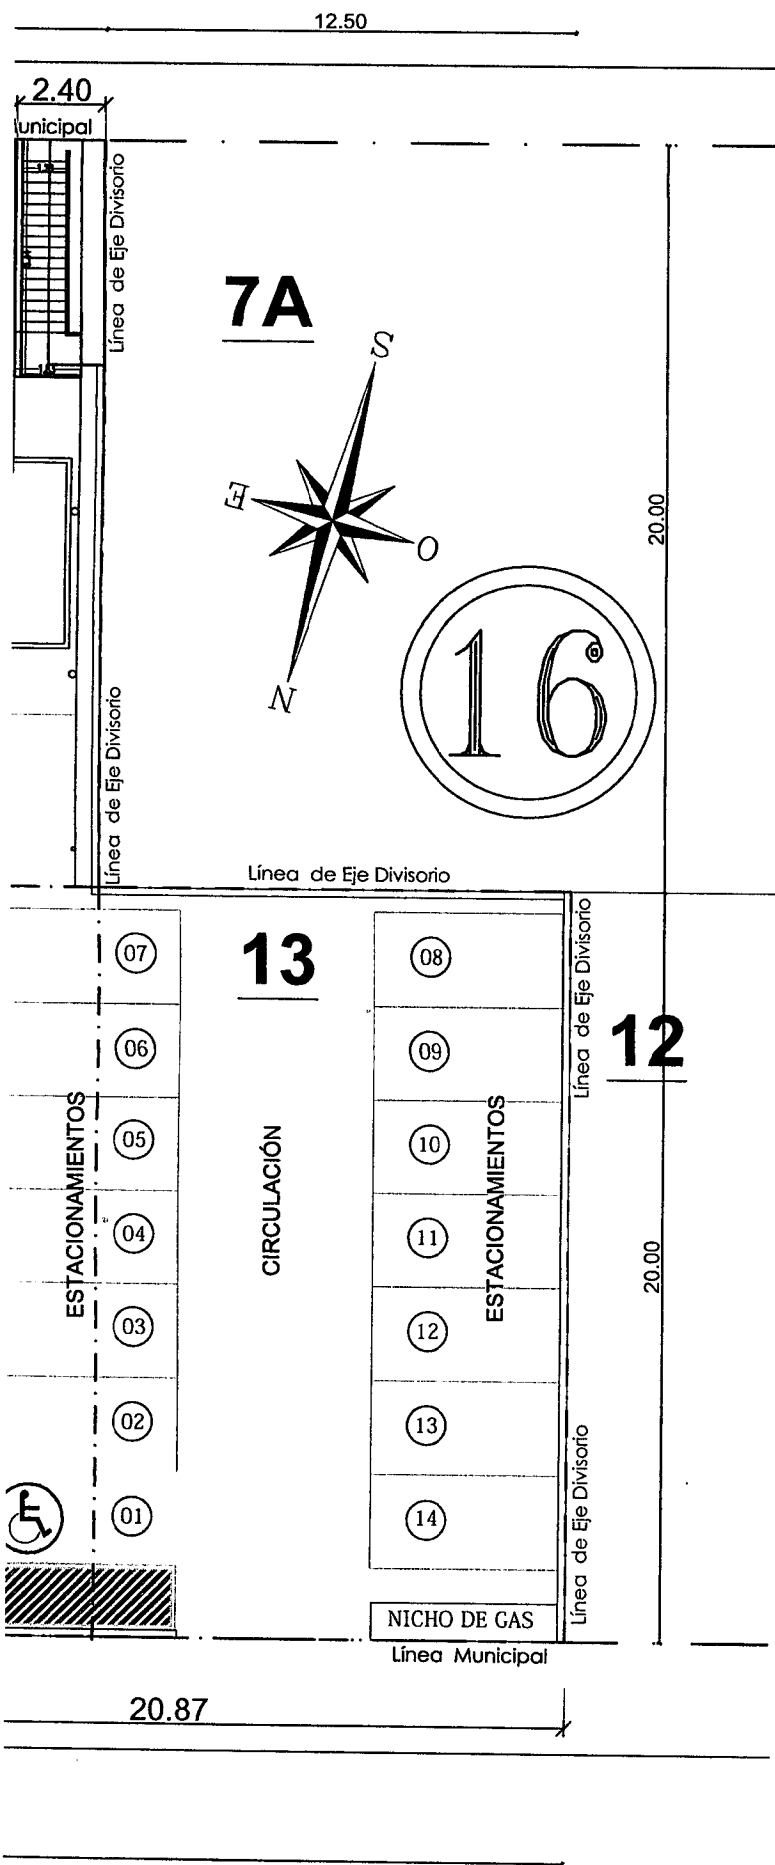 12.50
2.40
unicipal
Línea de Eje Divisorio
7A
S
E
O
N
20.00
16
Línea de Eje Divisorio
Línea de Eje Divisorio
07
13
08
Línea de Eje Divisorio
06
09
12
ESTACIONAMIENTOS
05
CIRCULACIÓN
10
ESTACIONAMIENTOS
04
11
20.00
03
12
02
13
Línea de Eje Divisorio
01
14
NICHO DE GAS
Línea Municipal
20.87